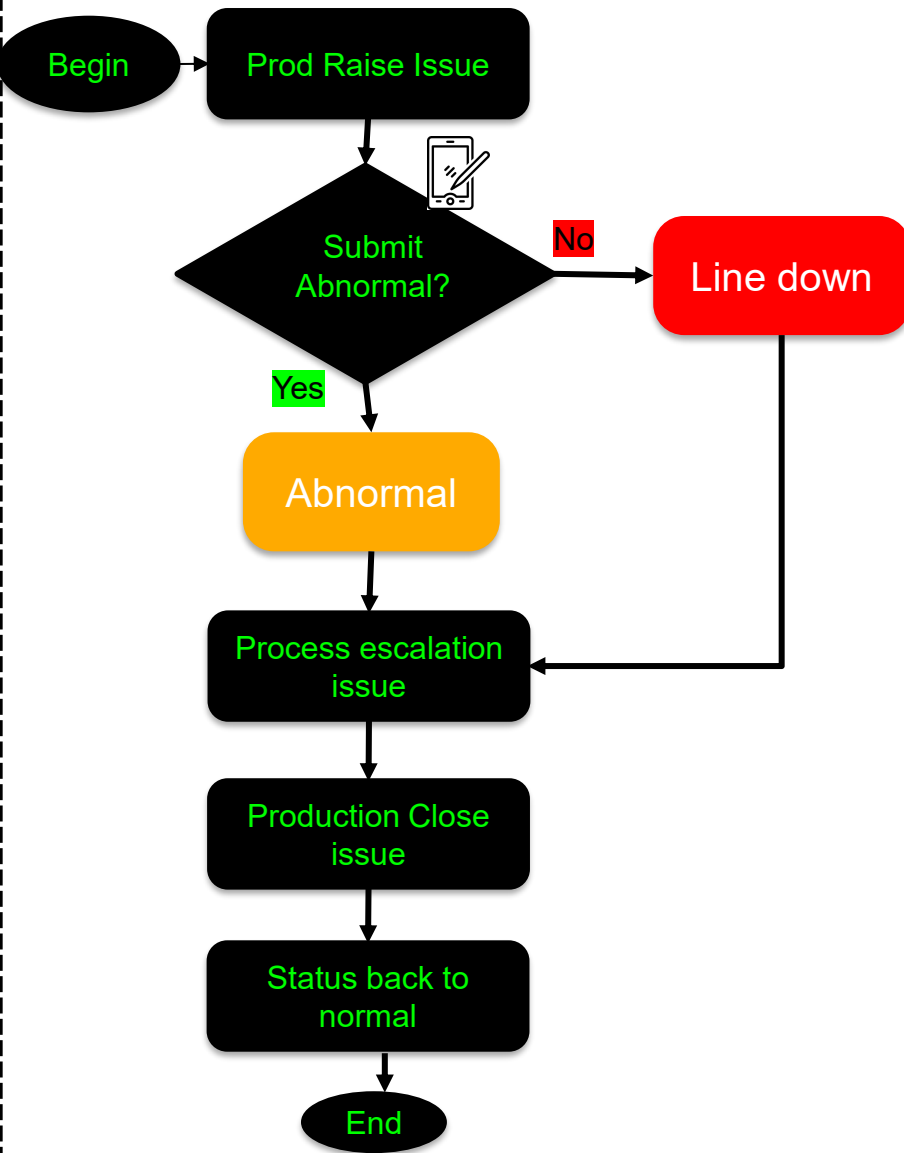 Begin
Prod Raise Issue
Submit
Abnormal?
No
Line down
Yes
Abnormal
Process escalation
issue
Production Close
issue
Status back to
normal
End